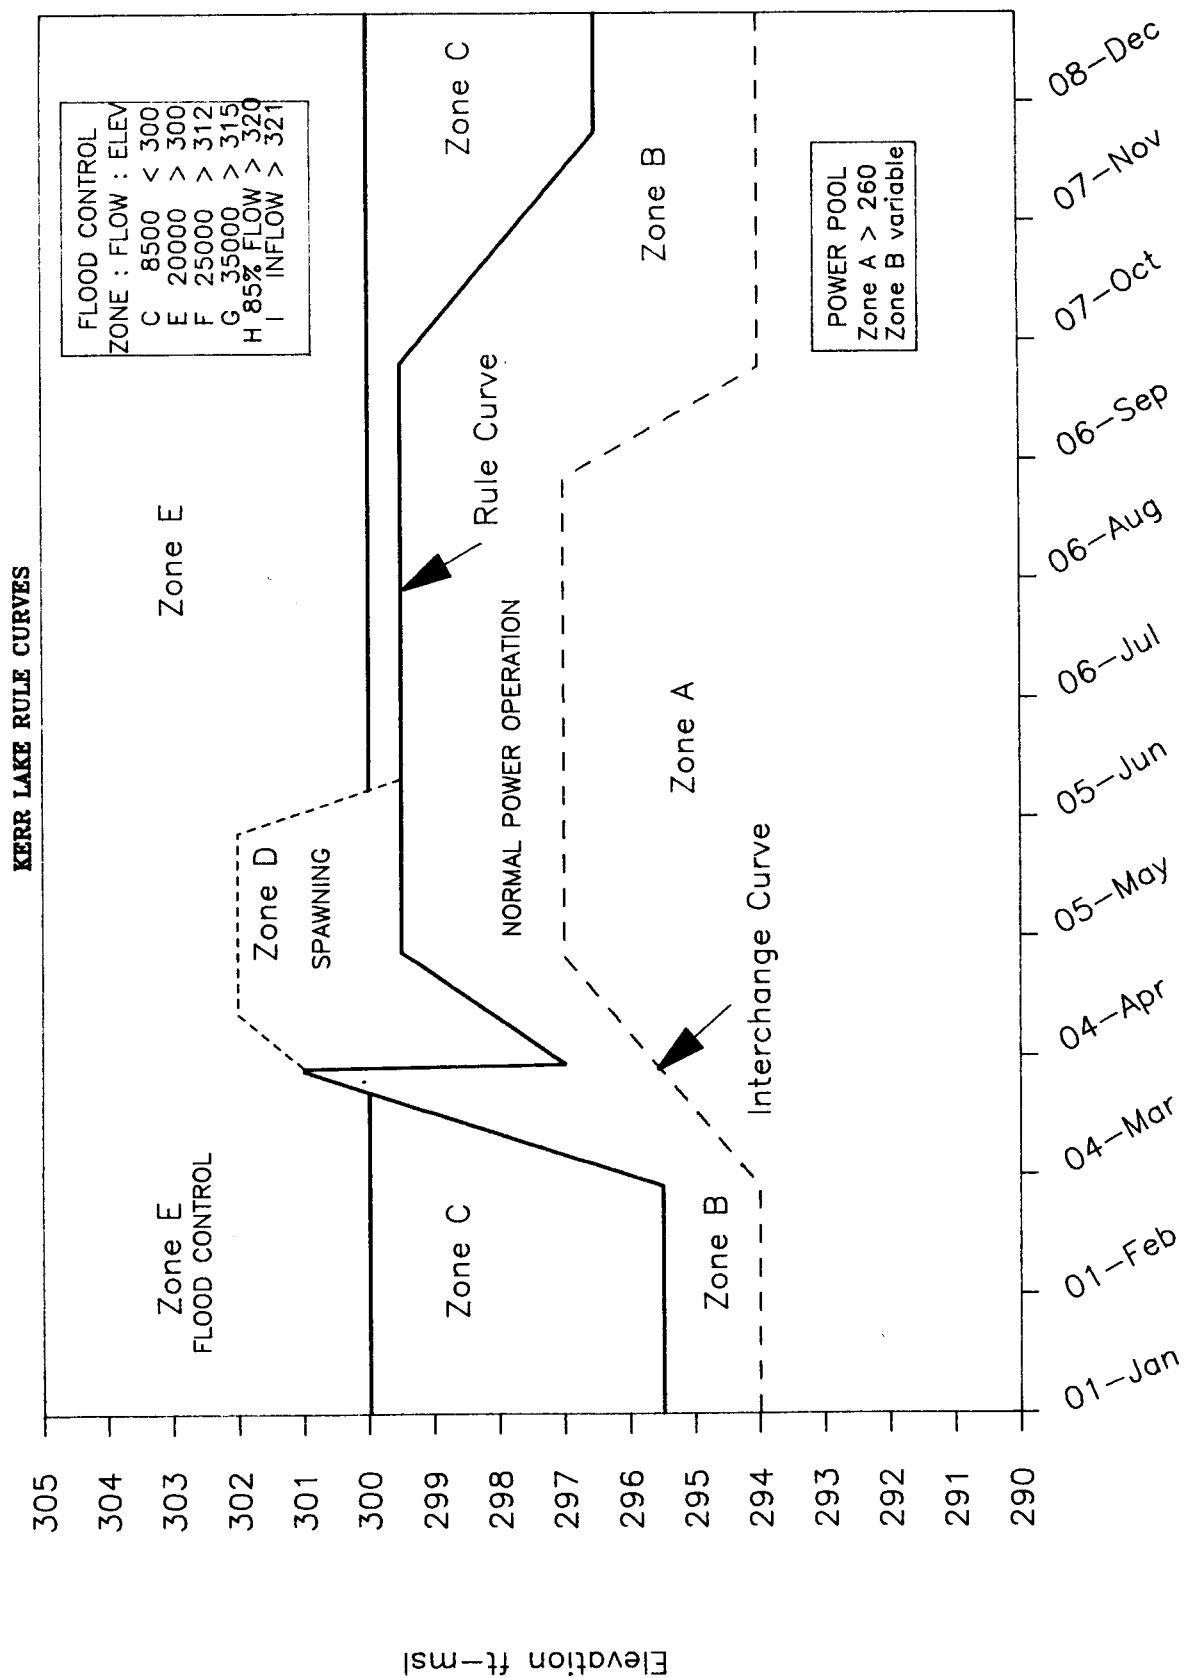 KERR LAKE RULE CURVES
Elevation ft-msl
305
304
303
302
301
300
299
298
297
296
295
294
293
292
291
290
Zone E
FLOOD CONTROL
Zone C
Zone B
Zone D
SPAWNING
NORMAL POWER OPERATION
Interchange Curve
Zone A
Zone E
Rule Curve
FLOOD CONTROL
ZONE : FLOW : ELEV
C 8500 < 300
E 20000 > 300
F 25000 > 312
G 35000 > 315
H 85% FLOW > 320
I INFLOW > 321
Zone C
Zone B
POWER POOL
Zone A > 260
Zone B variable
01-Jan
01-Feb
04-Mar
04-Apr
05-May
05-Jun
06-Jul
06-Aug
06-Sep
07-Oct
07-Nov
08-Dec